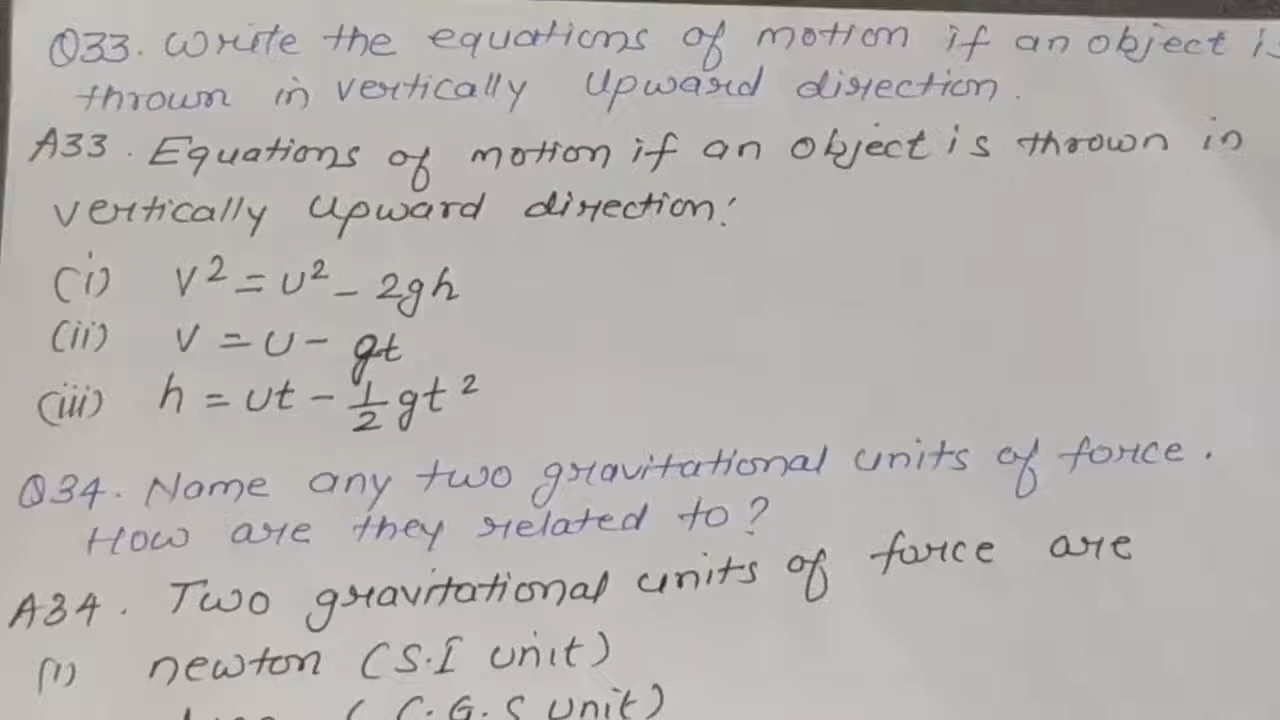 Q33. Write the equations of motion if an object is
thrown in vertically upward direction.
A33. Equations of motion if an object is thrown in
vertically upward direction:
(i) v² = u² - 2gh
(ii) v = u - gt
(iii) h = ut - 1/2 gt²
Q34. Name any two gravitational units of force.
How are they related to?
A34. Two gravitational units of force are
(i) newton (S.I unit)
(C.G.S unit)